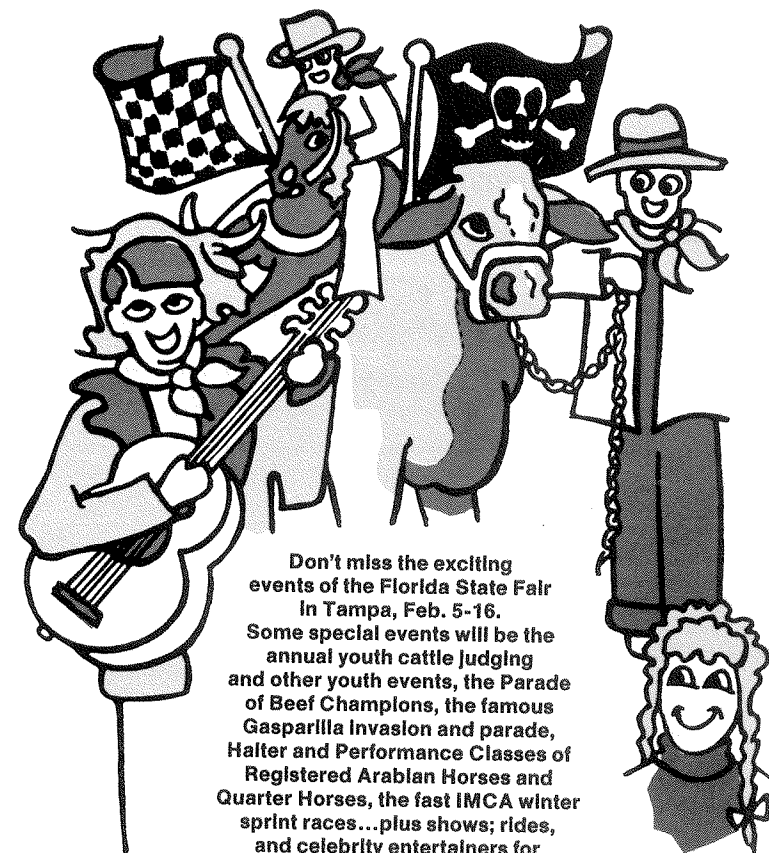 Don't miss the exciting
events of the Florida State Fair
in Tampa, Feb. 5-16.
Some special events will be the
annual youth cattle judging
and other youth events, the Parade
of Beef Champions, the famous
Gasparilla Invasion and parade,
Halter and Performance Classes of
Registered Arabian Horses and
Quarter Horses, the fast IMCA winter
sprint races...plus shows; rides,
and celebrity entertainers for